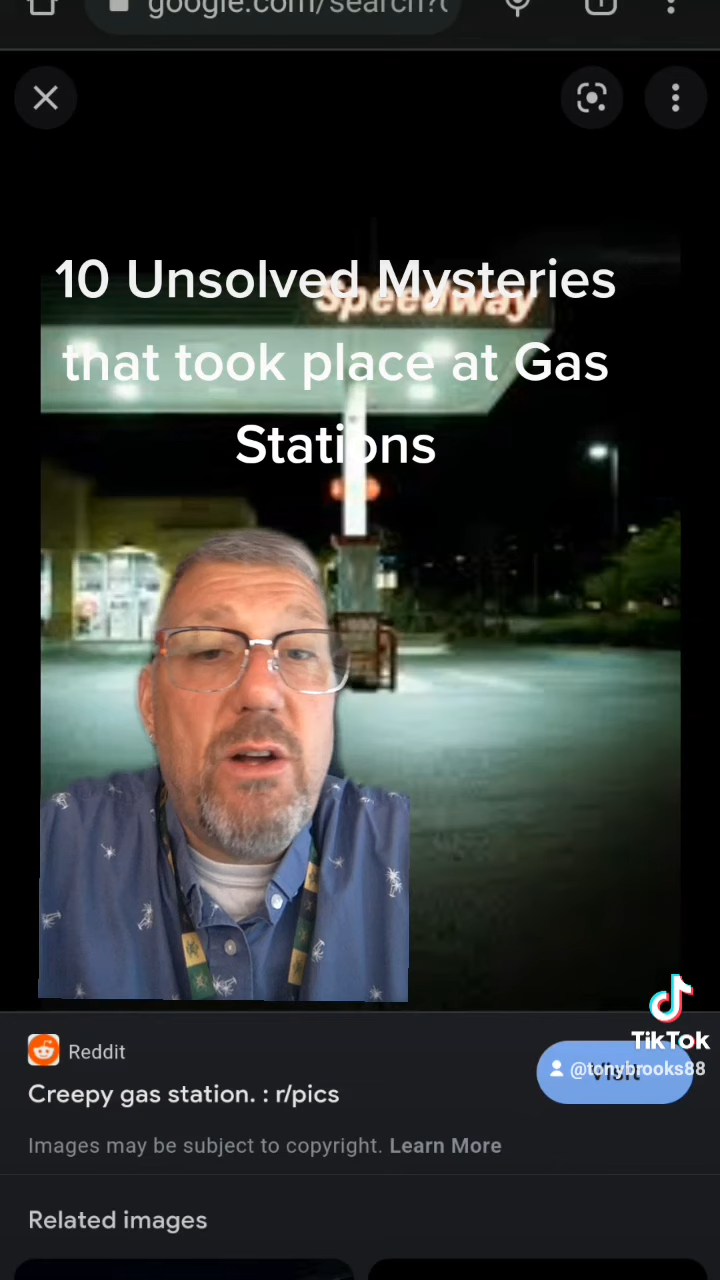 google.com/search?
10 Unsolved Mysteries
Speedway
that took place at Gas
Stations
TikTok
@tonybrooks88
Reddit
Visit
Creepy gas station. : r/pics
Images may be subject to copyright. Learn More
Related images